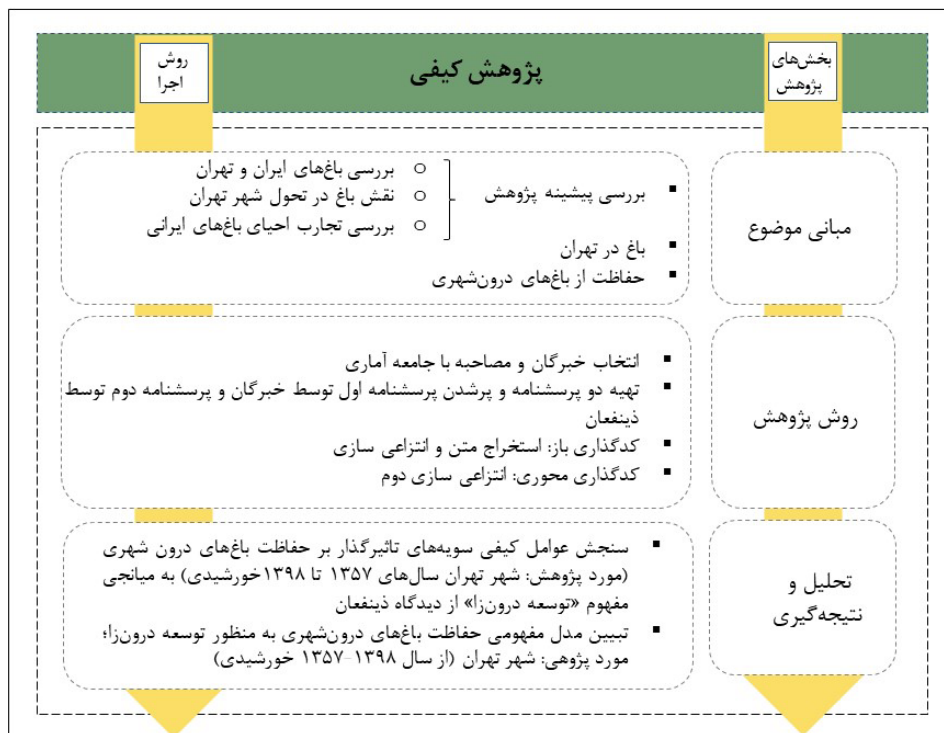 بخش‌های
پژوهش
پژوهش کیفی
روش
اجرا
مبانی موضوع
بررسی پیشینه پژوهش
بررسی باغ‌های ایران و تهران
نقش باغ در تحول شهر تهران
بررسی تجارب احیای باغ‌های ایرانی
باغ در تهران
حفاظت از باغ‌های درون‌شهری
روش پژوهش
انتخاب خبرگان و مصاحبه با جامعه آماری
تهیه دو پرسشنامه و پرشدن پرسشنامه اول توسط خبرگان و پرسشنامه دوم توسط
ذینفعان
کدگذاری باز: استخراج متن و انتزاعی سازی
کدگذاری محوری: انتزاعی سازی دوم
تحلیل و
نتیجه‌گیری
سنجش عوامل کیفی سویه‌های تاثیرگذار بر حفاظت باغ‌های درون شهری
(مورد پژوهش: شهر تهران سال‌های ۱۳۵۷ تا ۱۳۹۸خورشیدی) به میانجی
مفهوم «توسعه درون‌زا» از دیدگاه ذینفعان
تبیین مدل مفهومی حفاظت باغ‌های درون‌شهری به منظور توسعه درون‌زا؛
مورد پژوهی: شهر تهران (از سال ۱۳۹۸-۱۳۵۷ خورشیدی)